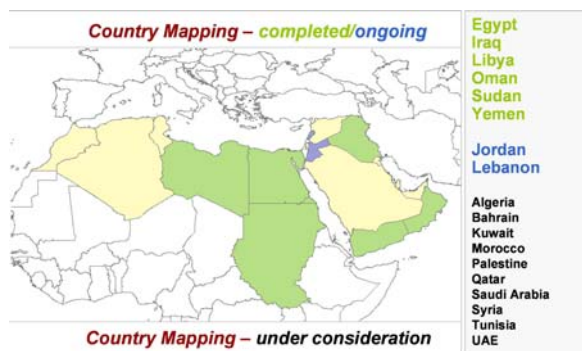 Country Mapping – completed/ongoing
Egypt
Iraq
Libya
Oman
Sudan
Yemen
Jordan
Lebanon
Algeria
Bahrain
Kuwait
Morocco
Palestine
Qatar
Saudi Arabia
Syria
Tunisia
UAE
Country Mapping – under consideration